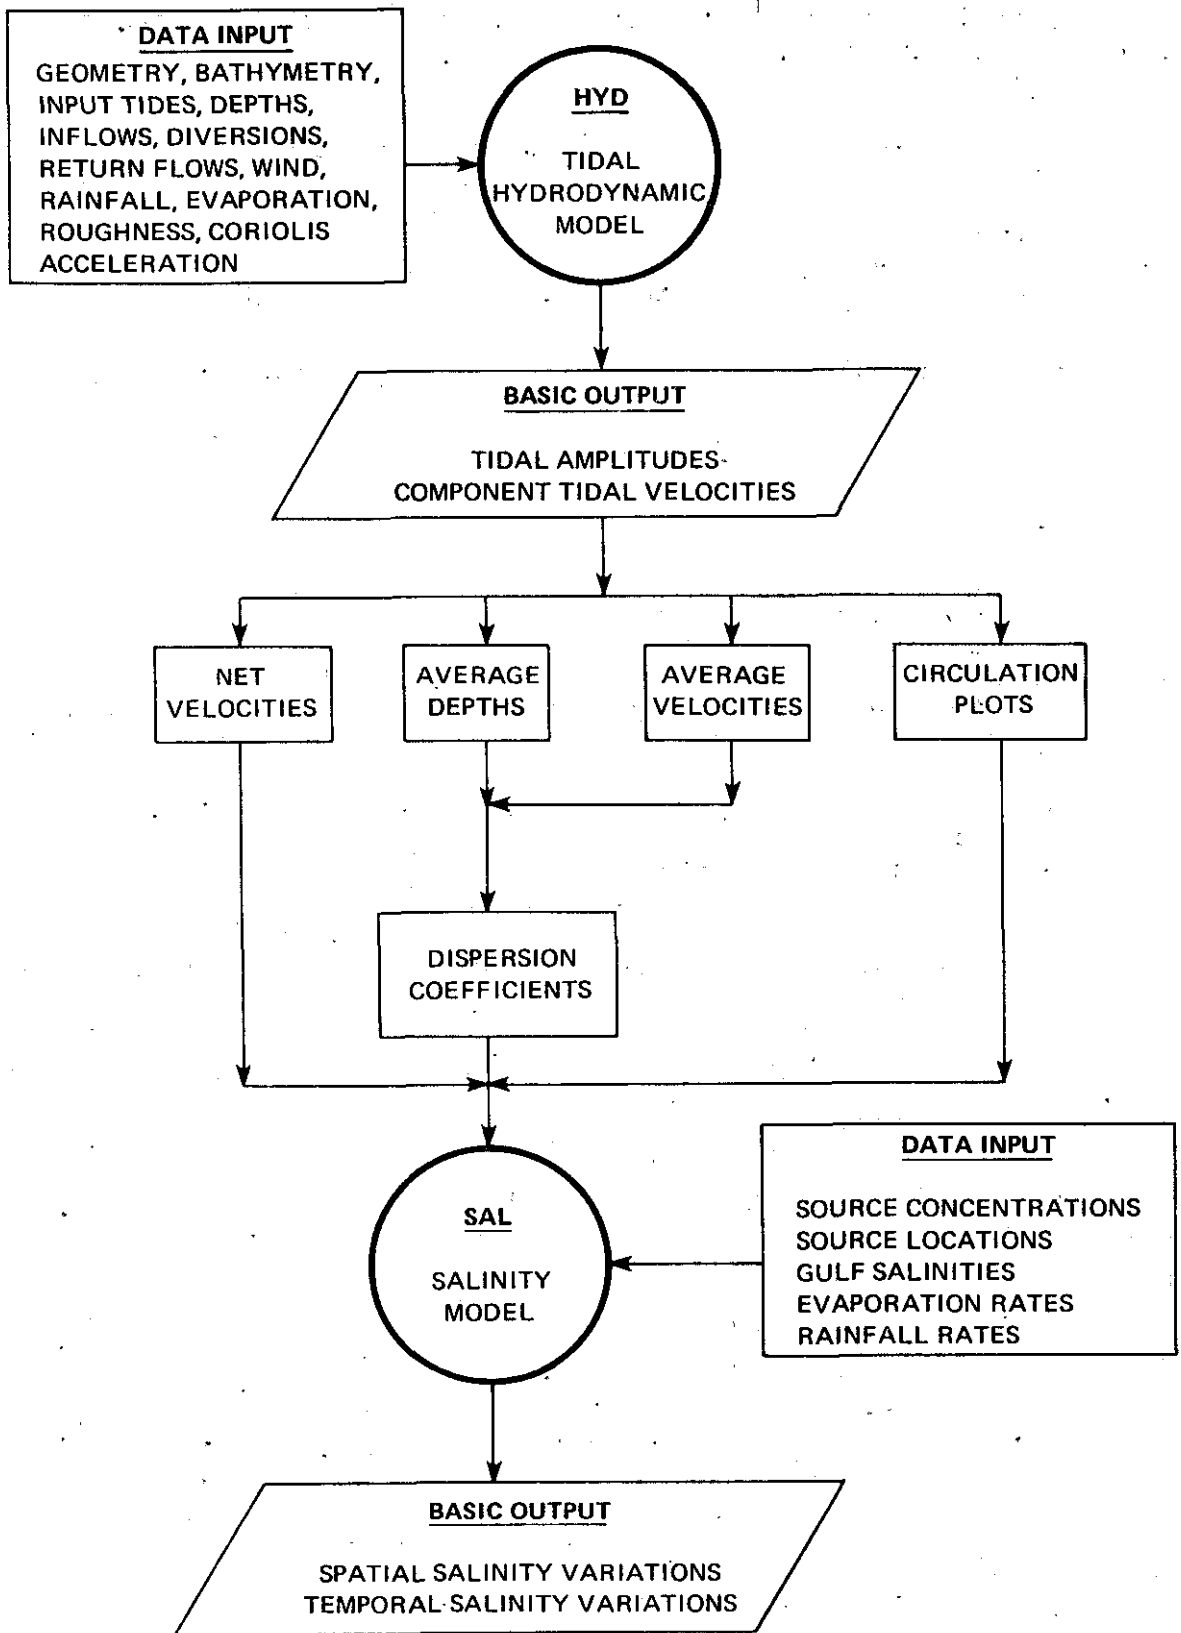 DATA INPUT
GEOMETRY, BATHYMETRY,
INPUT TIDES, DEPTHS,
INFLOWS, DIVERSIONS,
RETURN FLOWS, WIND,
RAINFALL, EVAPORATION,
ROUGHNESS, CORIOLIS
ACCELERATION
HYD
TIDAL
HYDRODYNAMIC
MODEL
BASIC OUTPUT
TIDAL AMPLITUDES
COMPONENT TIDAL VELOCITIES
NET
VELOCITIES
AVERAGE
DEPTHS
AVERAGE
VELOCITIES
CIRCULATION
PLOTS
DISPERSION
COEFFICIENTS
SAL
SALINITY
MODEL
DATA INPUT
SOURCE CONCENTRATIONS
SOURCE LOCATIONS
GULF SALINITIES
EVAPORATION RATES
RAINFALL RATES
BASIC OUTPUT
SPATIAL SALINITY VARIATIONS
TEMPORAL SALINITY VARIATIONS